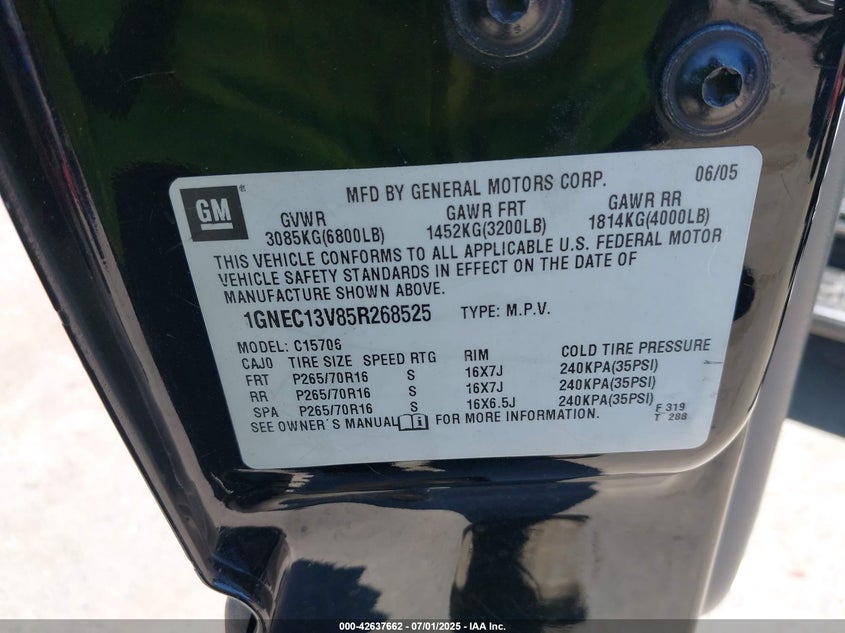 GM
MFD BY GENERAL MOTORS CORP. 06/05
GVWR GAWR FRT GAWR RR
3085KG(6800LB) 1452KG(3200LB) 1814KG(4000LB)
THIS VEHICLE CONFORMS TO ALL APPLICABLE U.S. FEDERAL MOTOR
VEHICLE SAFETY STANDARDS IN EFFECT ON THE DATE OF
MANUFACTURE SHOWN ABOVE.
1GNEC13V85R268525 TYPE: M.P.V.
MODEL: C15706
CAJO TIRE SIZE SPEED RTG RIM COLD TIRE PRESSURE
FRT P265/70R16 S 16X7J 240KPA(35PSI)
RR P265/70R16 S 16X7J 240KPA(35PSI)
SPA P265/70R16 S 16X6.5J 240KPA(35PSI)
SEE OWNER'S MANUAL FOR MORE INFORMATION.
F 319
T 288
000-42637662 - 07/01/2025 - IAA Inc.